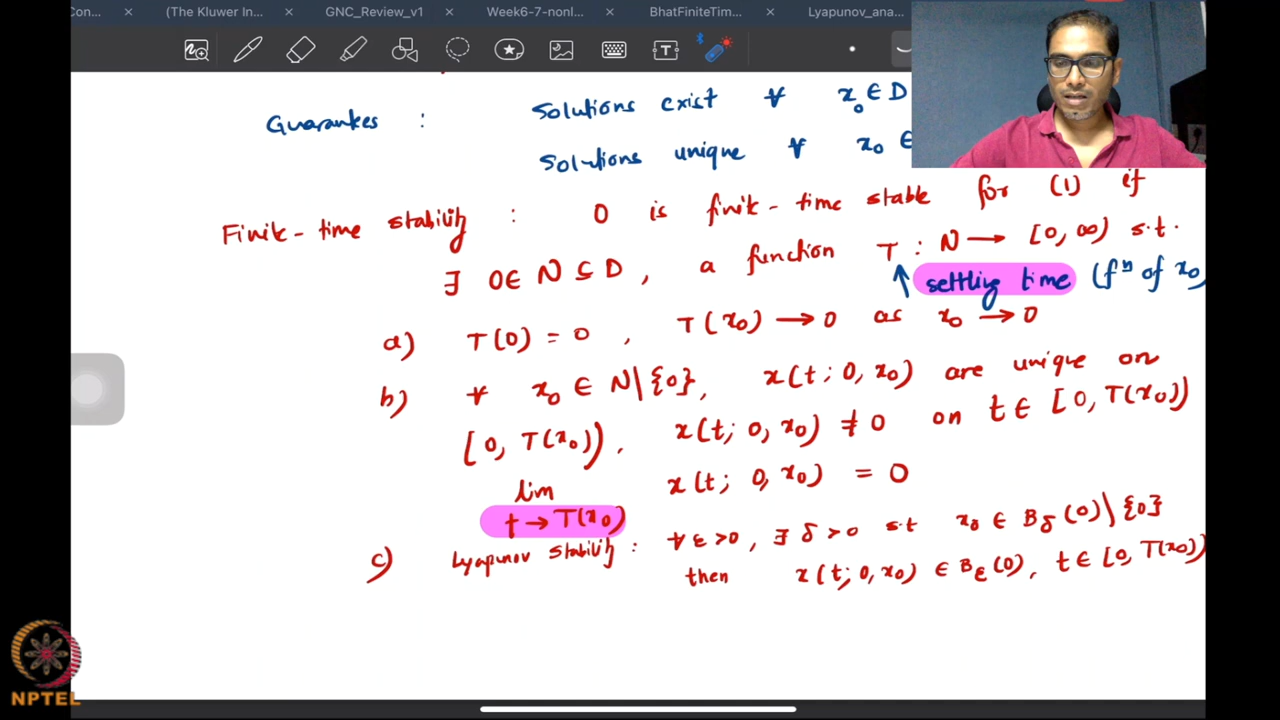 Con...
(The Kluwer In...
GNC_Review_v1
Week6-7-nonl...
BhatFiniteTim...
Lyapunov_ana...
Guarantees : Solutions exist ∀ x₀ ∈ D
Solutions unique ∀ x₀ ∈
Finite-time stability : 0 is finite-time stable for (1) if
∃ 0 ∈ N ⊆ D, a function T : N → [0, ∞) s.t.
settling time (fⁿ of x₀
a) T(0) = 0, T(x₀) → 0 as x₀ → 0
b) ∀ x₀ ∈ N\{0}, x(t; 0, x₀) are unique on
[0, T(x₀)), x(t; 0, x₀) ≠ 0 on t ∈ [0, T(x₀))
lim x(t; 0, x₀) = 0
t → T(x₀)
c) Lyapunov stability : ∀ ε > 0, ∃ δ > 0 s.t x₀ ∈ B_δ(0)\{0}
then x(t; 0, x₀) ∈ B_ε(0), t ∈ [0, T(x₀))
NPTEL